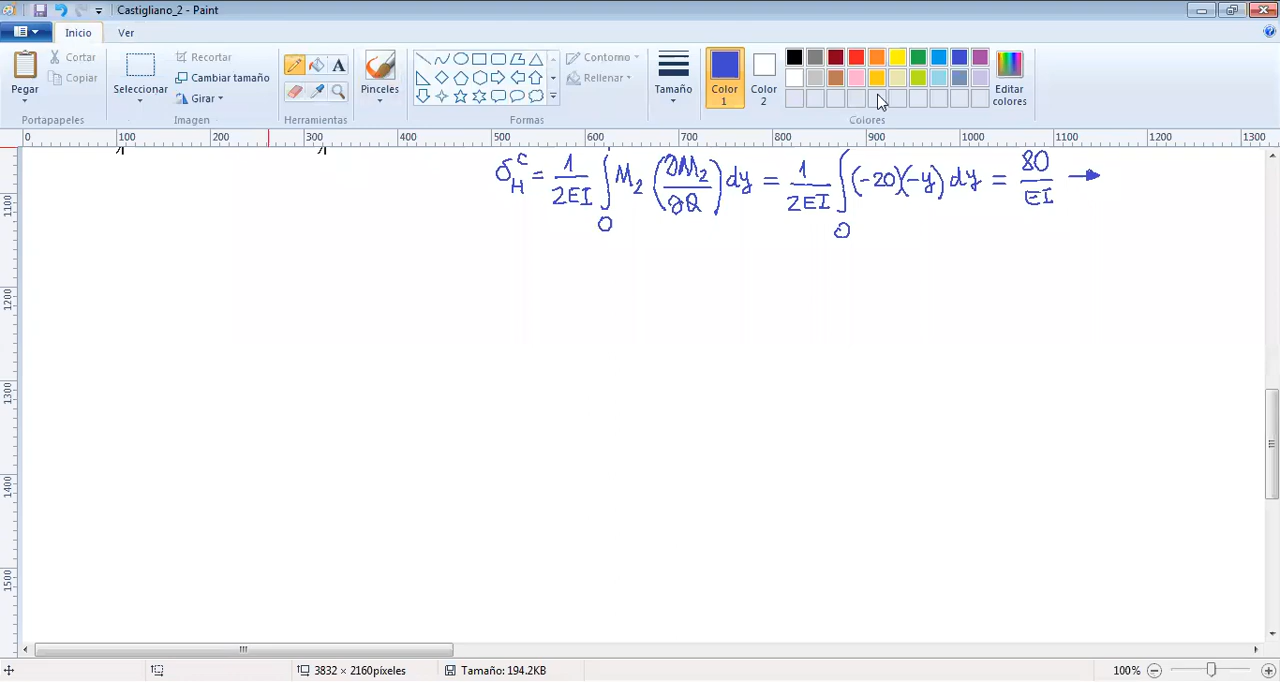 Castigliano_2 - Paint
Inicio Ver
Pegar Cortar Copiar
Portapapeles
Seleccionar Recortar Cambiar tamaño Girar
Imagen
A
Herramientas
Pinceles
Contorno Rellenar
Formas
Tamaño
Color 1
Color 2
Editar colores
Colores
0 100 200 300 400 500 600 700 800 900 1000 1100 1200 1300
1100
1200
1300
1400
1500
δ_H^C = 1/2EI ∫_0 M_2 (∂M_2/∂Q) dy = 1/2EI ∫_0 (-20)(-y) dy = 80/EI →
3832 × 2160píxeles Tamaño: 194.2KB 100%